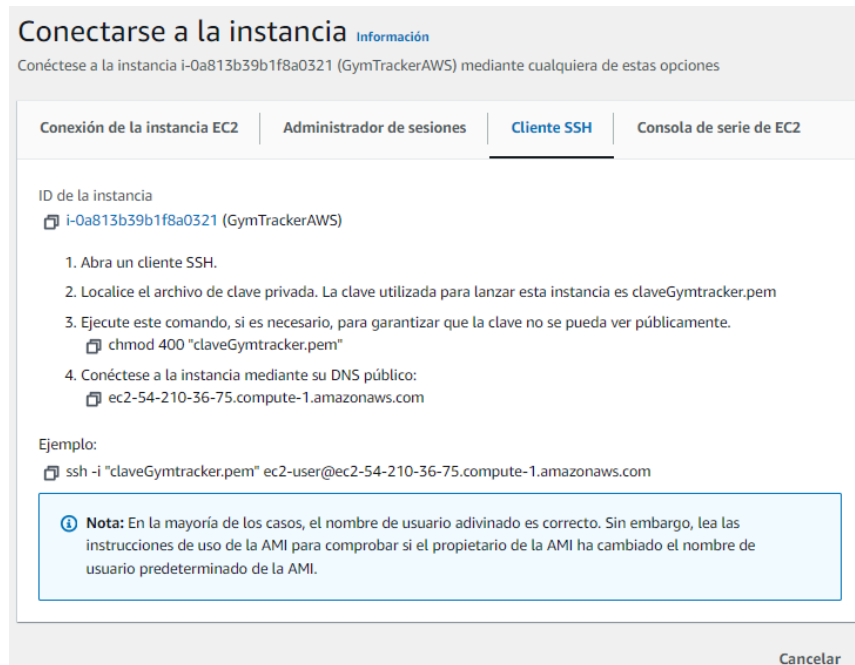 Conectarse a la instancia Información
Conéctese a la instancia i-0a813b39b1f8a0321 (GymTrackerAWS) mediante cualquiera de estas opciones
Conexión de la instancia EC2 Administrador de sesiones Cliente SSH Consola de serie de EC2
ID de la instancia
i-0a813b39b1f8a0321 (GymTrackerAWS)
1. Abra un cliente SSH.
2. Localice el archivo de clave privada. La clave utilizada para lanzar esta instancia es claveGymtracker.pem
3. Ejecute este comando, si es necesario, para garantizar que la clave no se pueda ver públicamente.
chmod 400 "claveGymtracker.pem"
4. Conéctese a la instancia mediante su DNS público:
ec2-54-210-36-75.compute-1.amazonaws.com
Ejemplo:
ssh -i "claveGymtracker.pem" ec2-user@ec2-54-210-36-75.compute-1.amazonaws.com
Nota: En la mayoría de los casos, el nombre de usuario adivinado es correcto. Sin embargo, lea las
instrucciones de uso de la AMI para comprobar si el propietario de la AMI ha cambiado el nombre de
usuario predeterminado de la AMI.
Cancelar